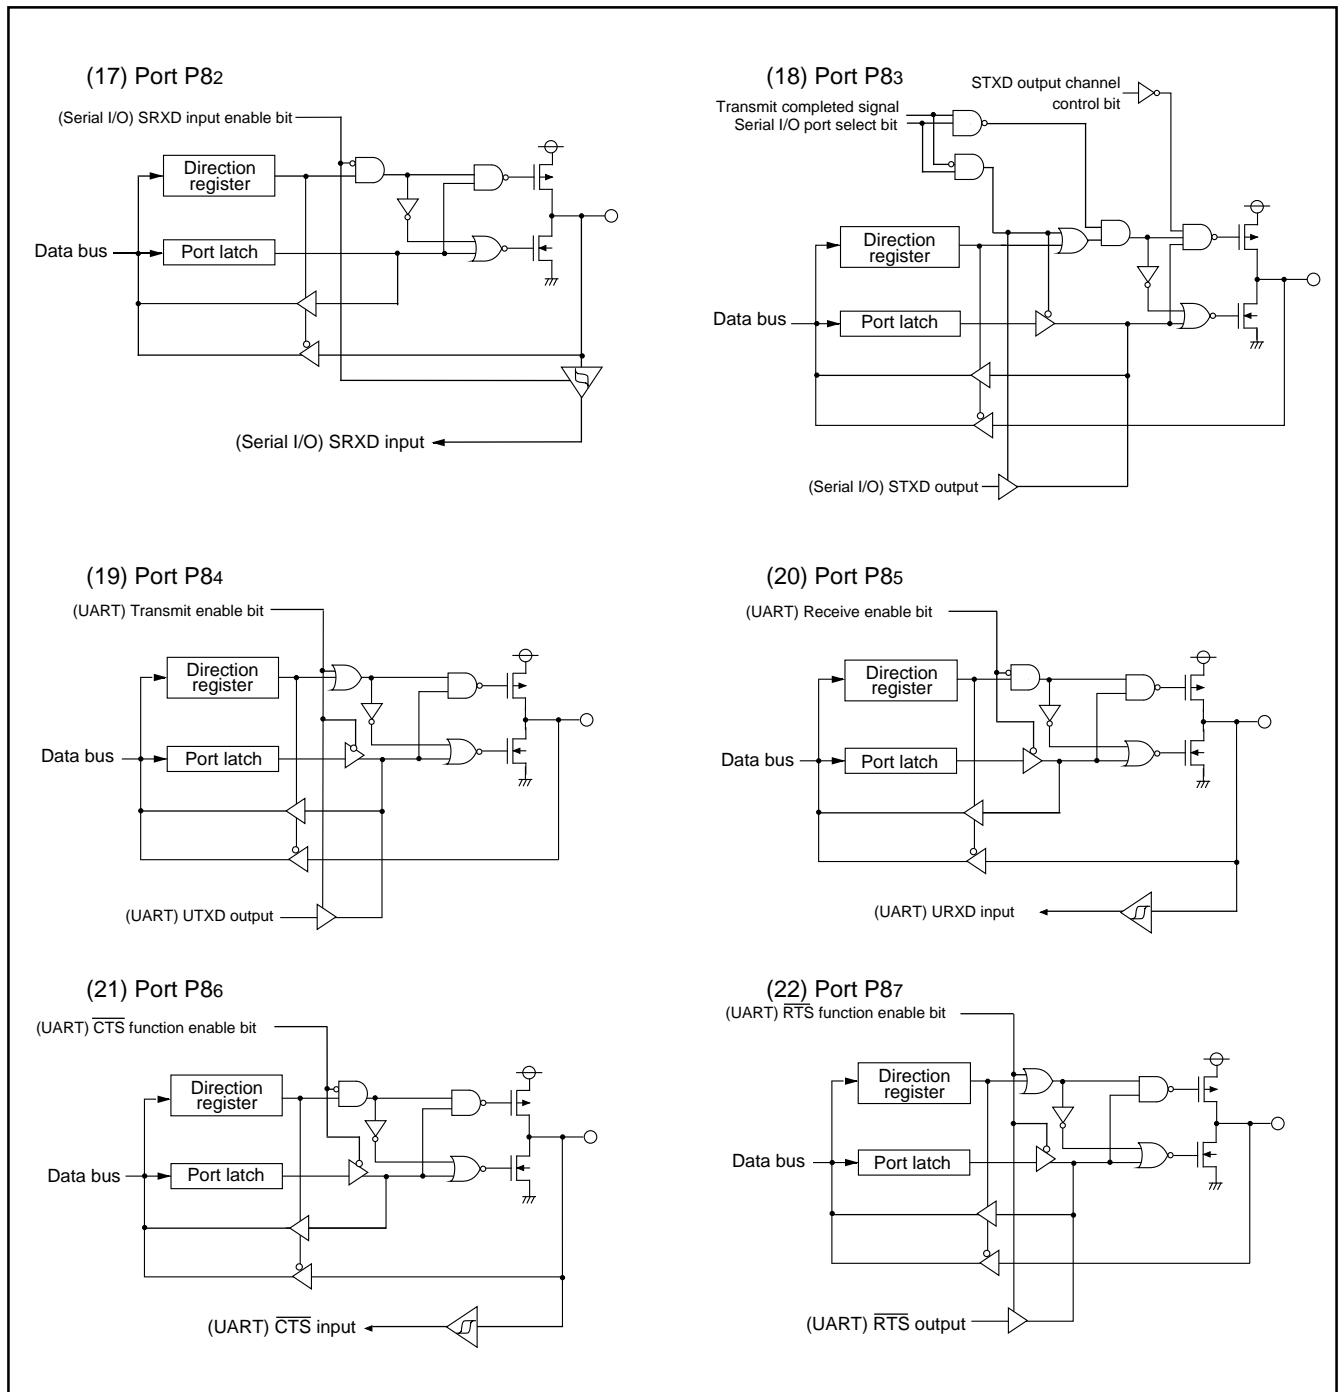 (17) Port P82
(Serial I/O) SRXD input enable bit
Direction
register
Data bus
Port latch
(Serial I/O) SRXD input
(18) Port P83
STXD output channel
control bit
Transmit completed signal
Serial I/O port select bit
Direction
register
Data bus
Port latch
(Serial I/O) STXD output
(19) Port P84
(UART) Transmit enable bit
Direction
register
Data bus
Port latch
(UART) UTXD output
(20) Port P85
(UART) Receive enable bit
Direction
register
Data bus
Port latch
(UART) URXD input
(21) Port P86
(UART) C̅T̅S̅ function enable bit
Direction
register
Data bus
Port latch
(UART) C̅T̅S̅ input
(22) Port P87
(UART) R̅T̅S̅ function enable bit
Direction
register
Data bus
Port latch
(UART) R̅T̅S̅ output